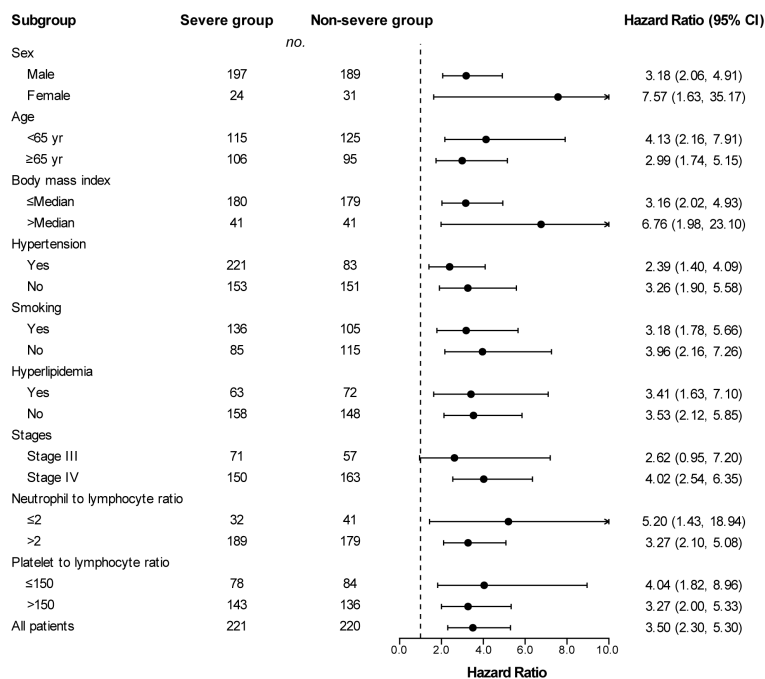 Subgroup Severe group Non-severe group Hazard Ratio (95% CI)
no.
Sex
Male 197 189 3.18 (2.06, 4.91)
Female 24 31 7.57 (1.63, 35.17)
Age
<65 yr 115 125 4.13 (2.16, 7.91)
≥65 yr 106 95 2.99 (1.74, 5.15)
Body mass index
≤Median 180 179 3.16 (2.02, 4.93)
>Median 41 41 6.76 (1.98, 23.10)
Hypertension
Yes 221 83 2.39 (1.40, 4.09)
No 153 151 3.26 (1.90, 5.58)
Smoking
Yes 136 105 3.18 (1.78, 5.66)
No 85 115 3.96 (2.16, 7.26)
Hyperlipidemia
Yes 63 72 3.41 (1.63, 7.10)
No 158 148 3.53 (2.12, 5.85)
Stages
Stage III 71 57 2.62 (0.95, 7.20)
Stage IV 150 163 4.02 (2.54, 6.35)
Neutrophil to lymphocyte ratio
≤2 32 41 5.20 (1.43, 18.94)
>2 189 179 3.27 (2.10, 5.08)
Platelet to lymphocyte ratio
≤150 78 84 4.04 (1.82, 8.96)
>150 143 136 3.27 (2.00, 5.33)
All patients 221 220 3.50 (2.30, 5.30)
0.0 2.0 4.0 6.0 8.0 10.0
Hazard Ratio